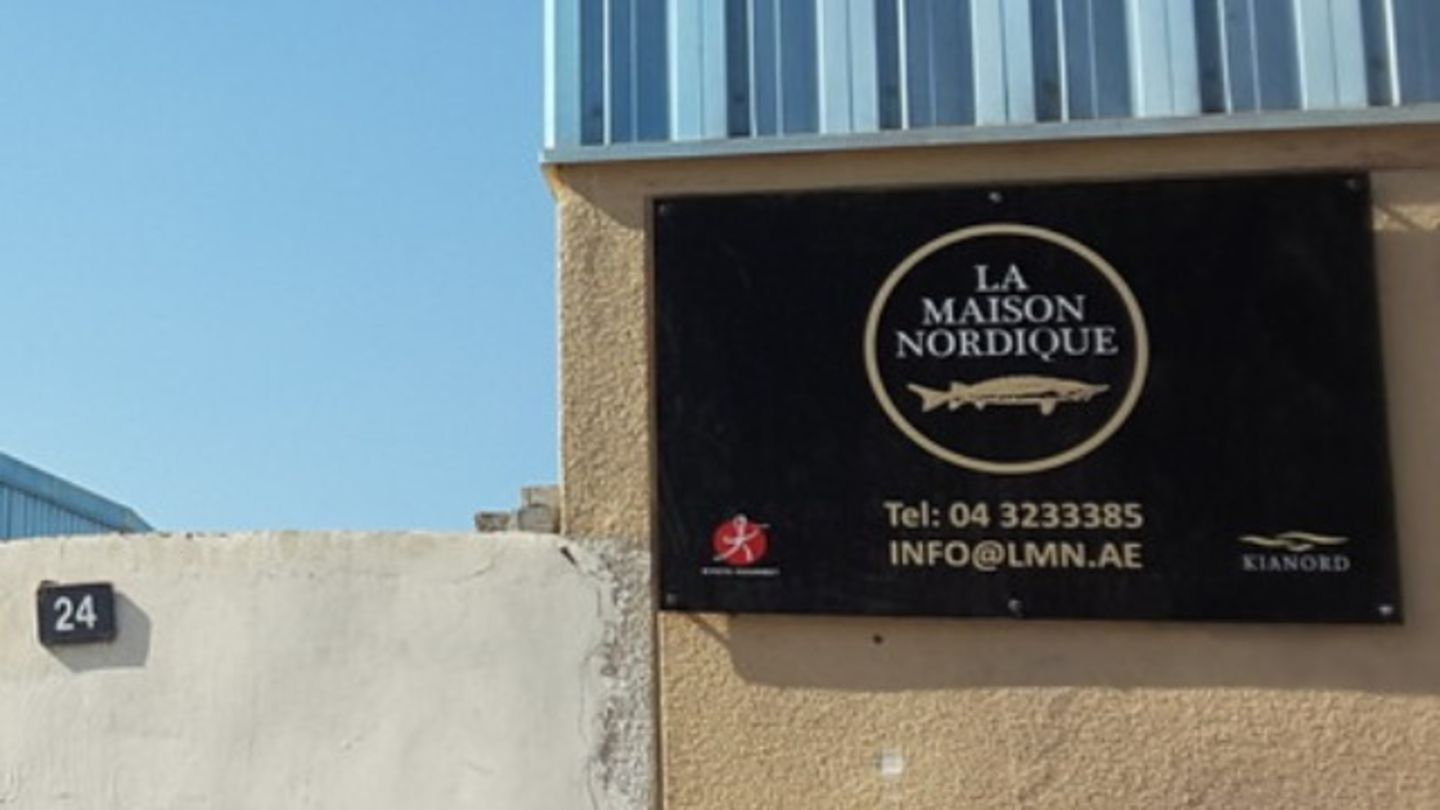 LA
MAISON
NORDIQUE
Tel: 04 3233385
INFO@LMN.AE
KIANORD
24